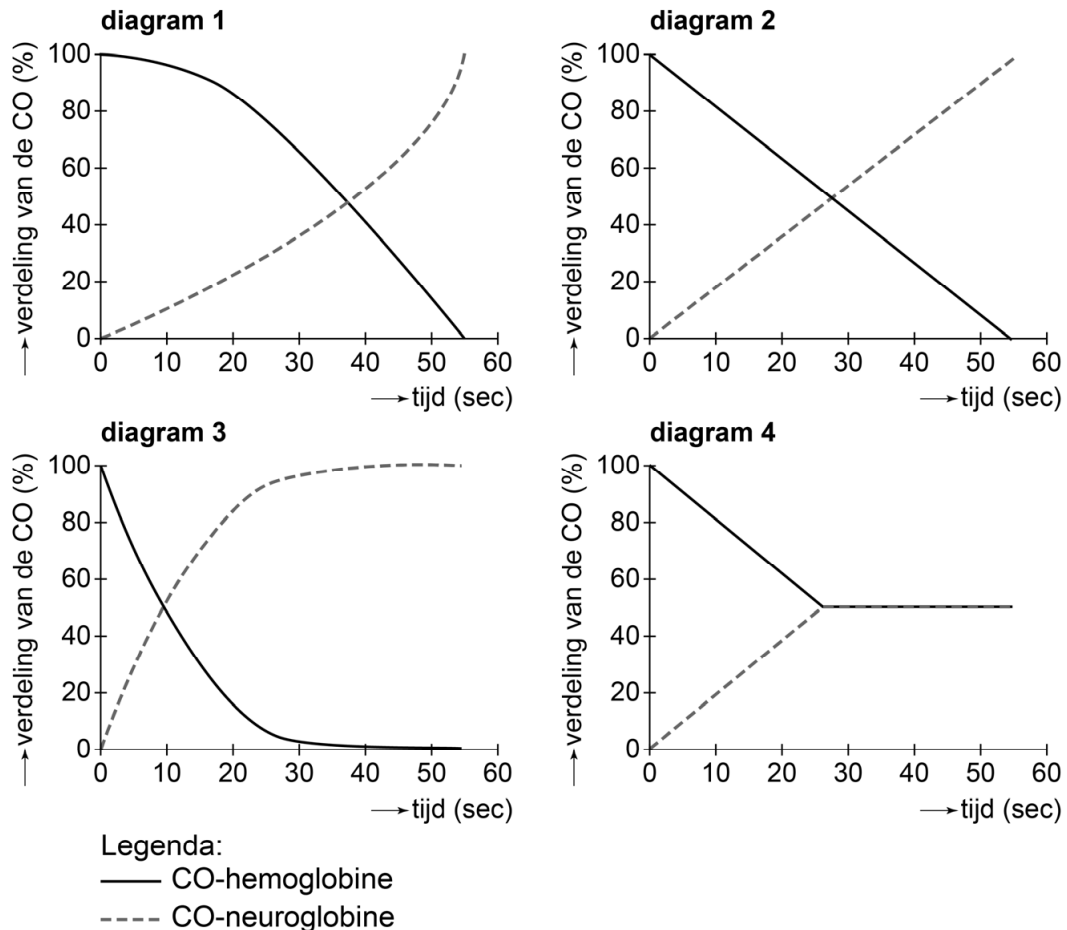 diagram 1
verdeling van de CO (%)
100
80
60
40
20
0
0 10 20 30 40 50 60
→tijd (sec)
diagram 2
verdeling van de CO (%)
100
80
60
40
20
0
0 10 20 30 40 50 60
→tijd (sec)
diagram 3
verdeling van de CO (%)
100
80
60
40
20
0
0 10 20 30 40 50 60
→tijd (sec)
diagram 4
verdeling van de CO (%)
100
80
60
40
20
0
0 10 20 30 40 50 60
→tijd (sec)
Legenda:
CO-hemoglobine
CO-neuroglobine